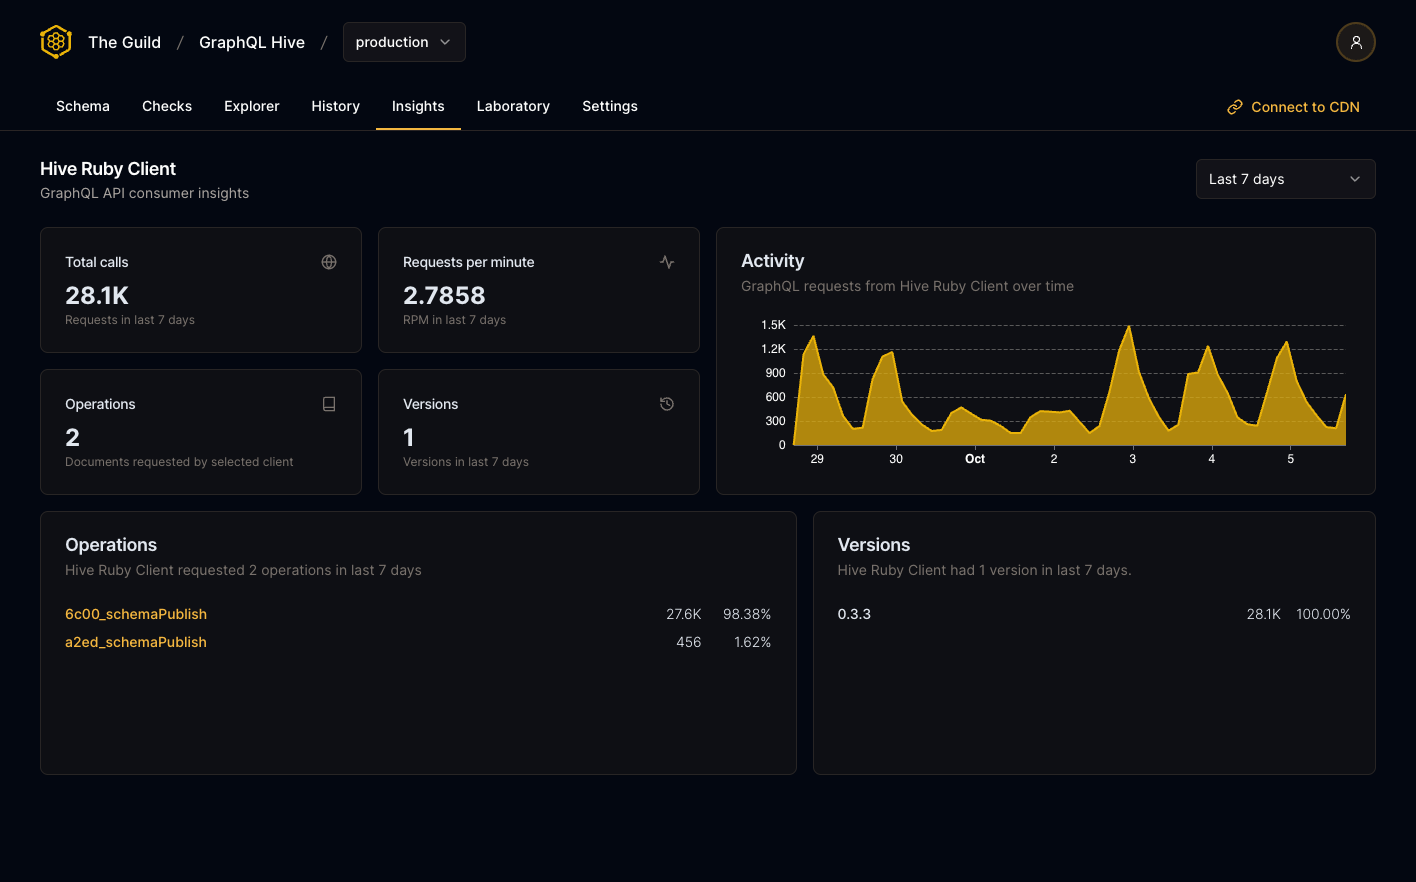 The Guild / GraphQL Hive / production
Schema Checks Explorer History Insights Laboratory Settings Connect to CDN
Hive Ruby Client
GraphQL API consumer insights
Last 7 days
Total calls
28.1K
Requests in last 7 days
Requests per minute
2.7858
RPM in last 7 days
Operations
2
Documents requested by selected client
Versions
1
Versions in last 7 days
Activity
GraphQL requests from Hive Ruby Client over time
1.5K
1.2K
900
600
300
0
29 30 Oct 2 3 4 5
Operations
Hive Ruby Client requested 2 operations in last 7 days
6c00_schemaPublish 27.6K 98.38%
a2ed_schemaPublish 456 1.62%
Versions
Hive Ruby Client had 1 version in last 7 days.
0.3.3 28.1K 100.00%